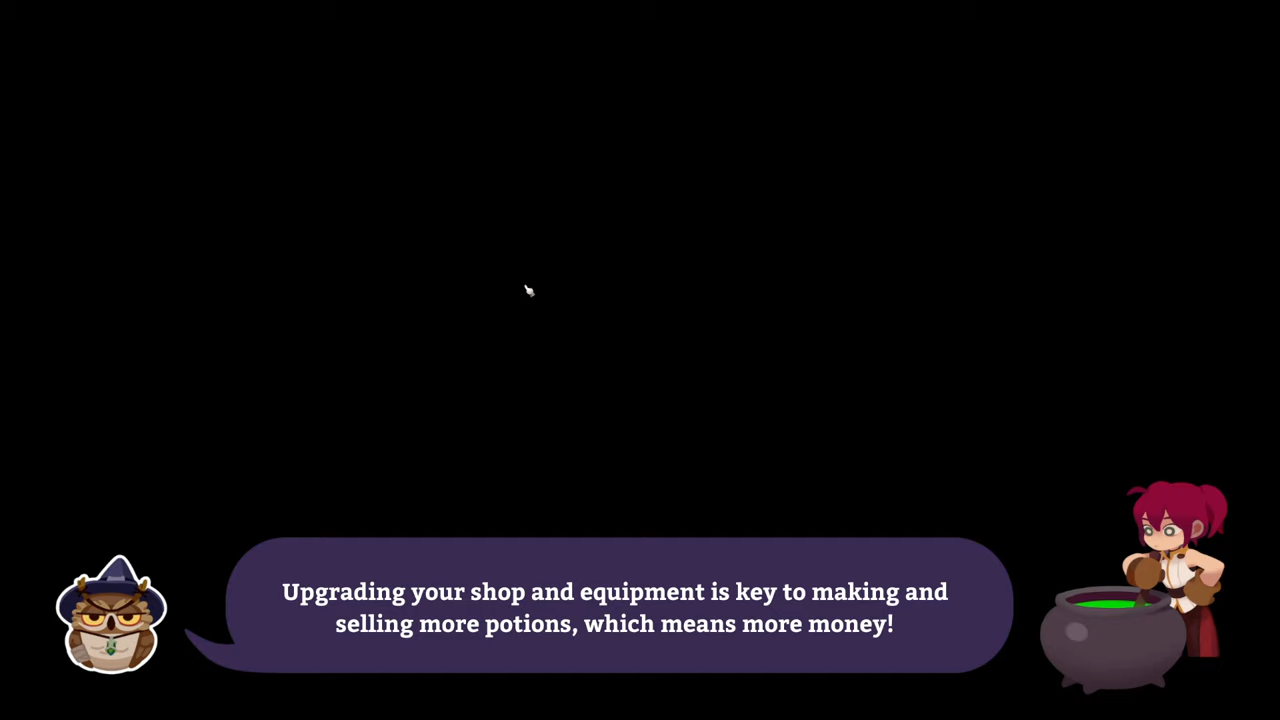 Upgrading your shop and equipment is key to making and
selling more potions, which means more money!